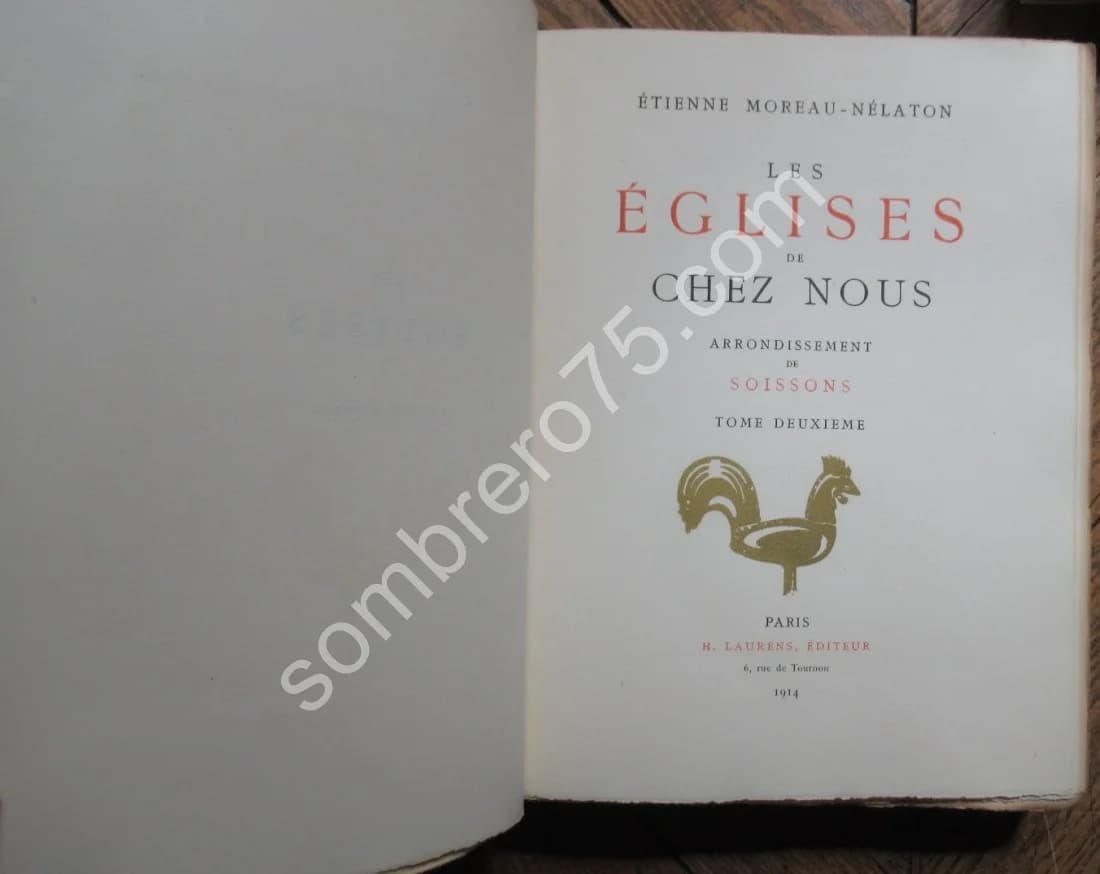 ÉTIENNE MOREAU-NÉLATON
LES
ÉGLISES
DE
CHEZ NOUS
ARRONDISSEMENT
DE
SOISSONS
TOME DEUXIEME
PARIS
H. LAURENS, ÉDITEUR
6, rue de Tournon
1914
sombrero75.com